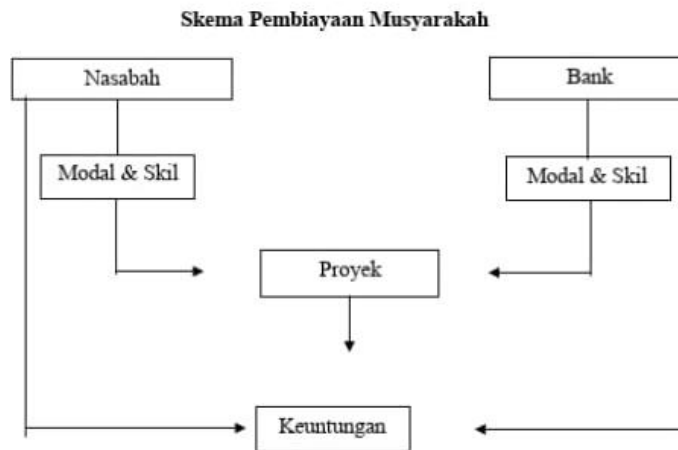 Skema Pembiayaan Musyarakah
Nasabah
Bank
Modal & Skil
Modal & Skil
Proyek
Keuntungan